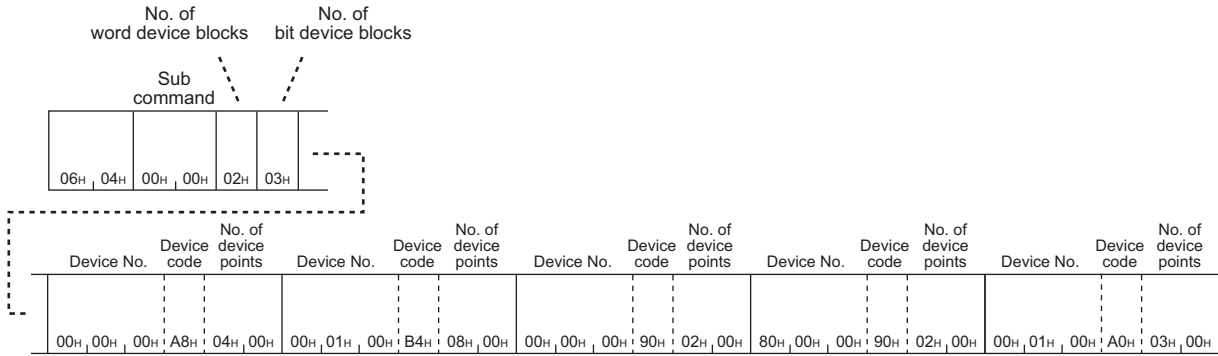 No. of
word device blocks
No. of
bit device blocks
Sub
command
06H 04H 00H 00H 02H 03H
Device No. Device
code No. of
device
points Device No. Device
code No. of
device
points Device No. Device
code No. of
device
points Device No. Device
code No. of
device
points Device No. Device
code No. of
device
points
00H 00H 00H A8H 04H 00H 00H 01H 00H B4H 08H 00H 00H 00H 00H 90H 02H 00H 80H 00H 00H 90H 02H 00H 00H 01H 00H A0H 03H 00H